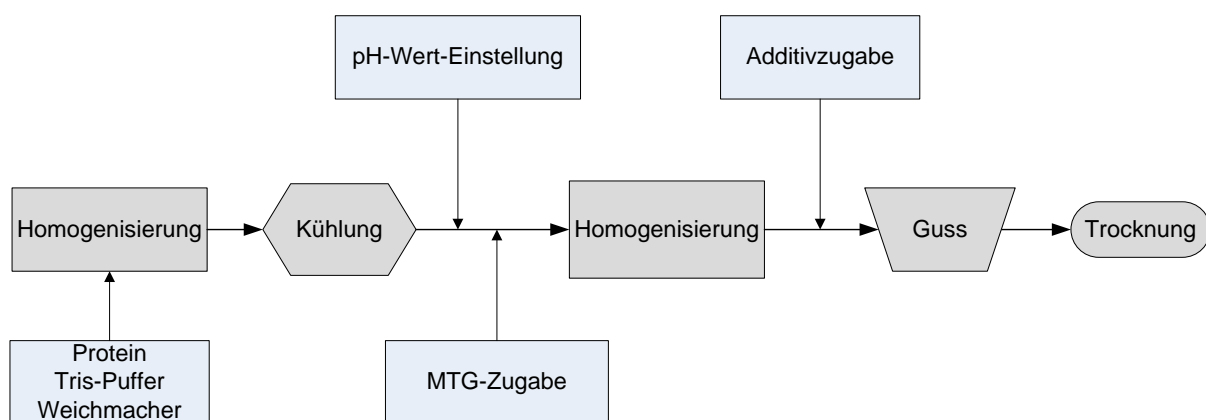 pH-Wert-Einstellung
Additivzugabe
Homogenisierung
Kühlung
Homogenisierung
Guss
Trocknung
Protein
Tris-Puffer
Weichmacher
MTG-Zugabe